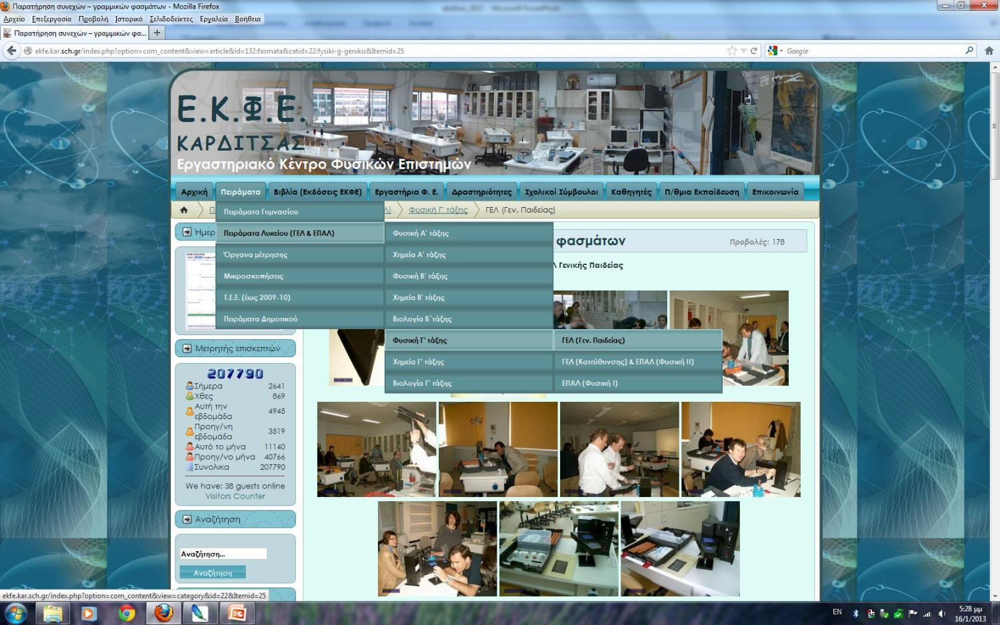 Παρατήρηση συνεχών – γραμμικών φασμάτων - Mozilla Firefox
Αρχείο Επεξεργασία Προβολή Ιστορικό Σελιδοδείκτες Εργαλεία Βοήθεια
Παρατήρηση συνεχών – γραμμικών φα... +
ekfe.kar.sch.gr/index.php?option=com_content&view=article&id=132:fasmata&catid=22:fysiki-g-genikis&Itemid=25
Google
Ε.Κ.Φ.Ε.
ΚΑΡΔΙΤΣΑΣ
Εργαστηριακό Κέντρο Φυσικών Επιστημών
Αρχική Πειράματα Βιβλία (Εκδόσεις ΕΚΦΕ) Εργαστήρια Φ. Ε. Δραστηριότητες Σχολικοί Σύμβουλοι Καθηγητές Π/θμια Εκπαίδευση Επικοινωνία
Φυσική Γ' τάξης ΓΕΛ (Γεν. Παιδείας)
Πειράματα Γυμνασίου
Πειράματα Λυκείου (ΓΕΛ & ΕΠΑΛ)
Όργανα μέτρησης
Μικροσκοπήσεις
Τ.Ε.Ε. (έως 2009-10)
Πειράματα Δημοτικού
Φυσική Α' τάξης
Χημεία Α' τάξης
Φυσική Β' τάξης
Χημεία Β' τάξης
Βιολογία Β΄τάξης
Φυσική Γ' τάξης
Χημεία Γ' τάξης
Βιολογία Γ' τάξης
ΓΕΛ (Γεν. Παιδείας)
ΓΕΛ (Κατεύθυνσης) & ΕΠΑΛ (Φυσική ΙΙ)
ΕΠΑΛ (Φυσική Ι)
φασμάτων
Προβολές: 178
Γενικής Παιδείας
Ημερ
Μετρητής επισκεπτών
207790
Σήμερα 2641
Χθες 869
Αυτή την εβδομάδα 4945
Προηγ/νη εβδομάδα 3519
Αυτό το μήνα 11140
Προηγ/νο μήνα 40766
Συνολικα 207790
We have: 38 guests online
Visitors Counter
Αναζήτηση
Αναζήτηση...
Αναζήτηση
ekfe.kar.sch.gr/index.php?option=com_content&view=category&id=22&Itemid=25
EN
5:28 μμ
16/1/2013